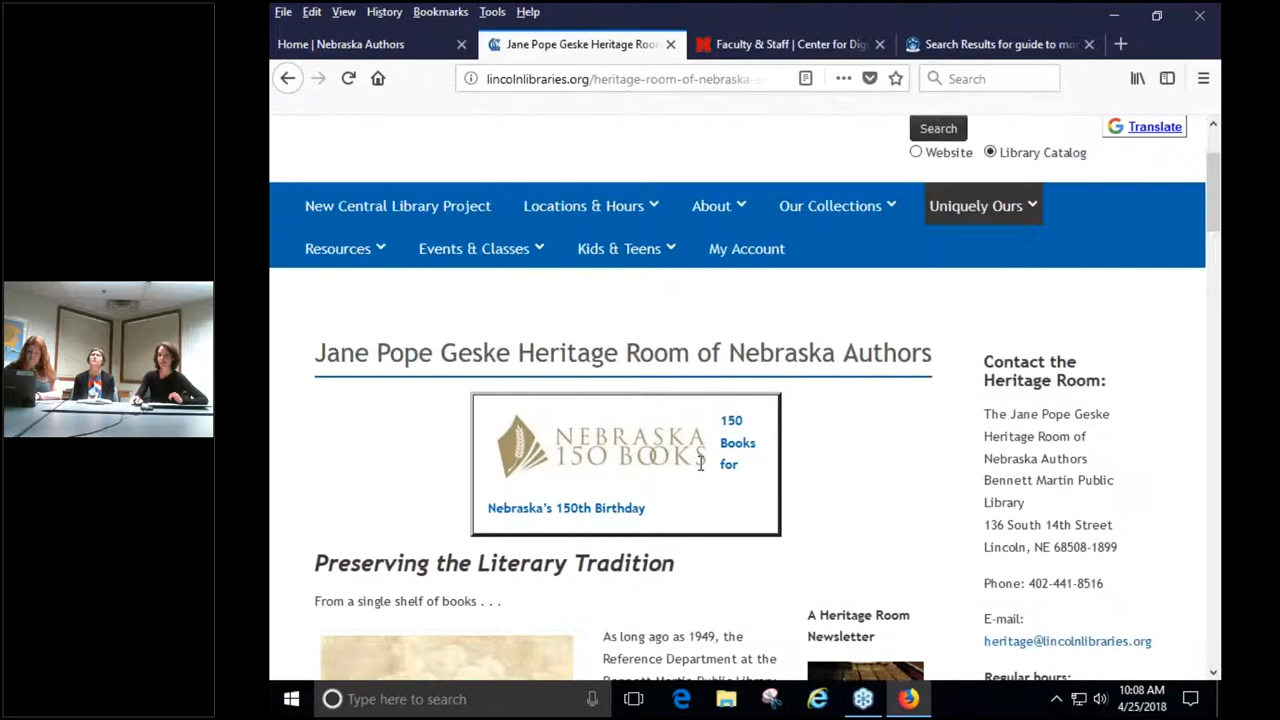 File Edit View History Bookmarks Tools Help
Home | Nebraska Authors
Jane Pope Geske Heritage Roo
Faculty & Staff | Center for Dig
Search Results for guide to mo
lincolnlibraries.org/heritage-room-of-nebraska-a
Search
Search
Translate
Website
Library Catalog
New Central Library Project
Locations & Hours
About
Our Collections
Uniquely Ours
Resources
Events & Classes
Kids & Teens
My Account
Jane Pope Geske Heritage Room of Nebraska Authors
NEBRASKA
150 BOOKS
150
Books
for
Nebraska's 150th Birthday
Preserving the Literary Tradition
From a single shelf of books . . .
As long ago as 1949, the
Reference Department at the
Bennett Martin Public Library
A Heritage Room
Newsletter
Contact the
Heritage Room:
The Jane Pope Geske
Heritage Room of
Nebraska Authors
Bennett Martin Public
Library
136 South 14th Street
Lincoln, NE 68508-1899
Phone: 402-441-8516
E-mail:
heritage@lincolnlibraries.org
Regular hours:
Type here to search
10:08 AM
4/25/2018